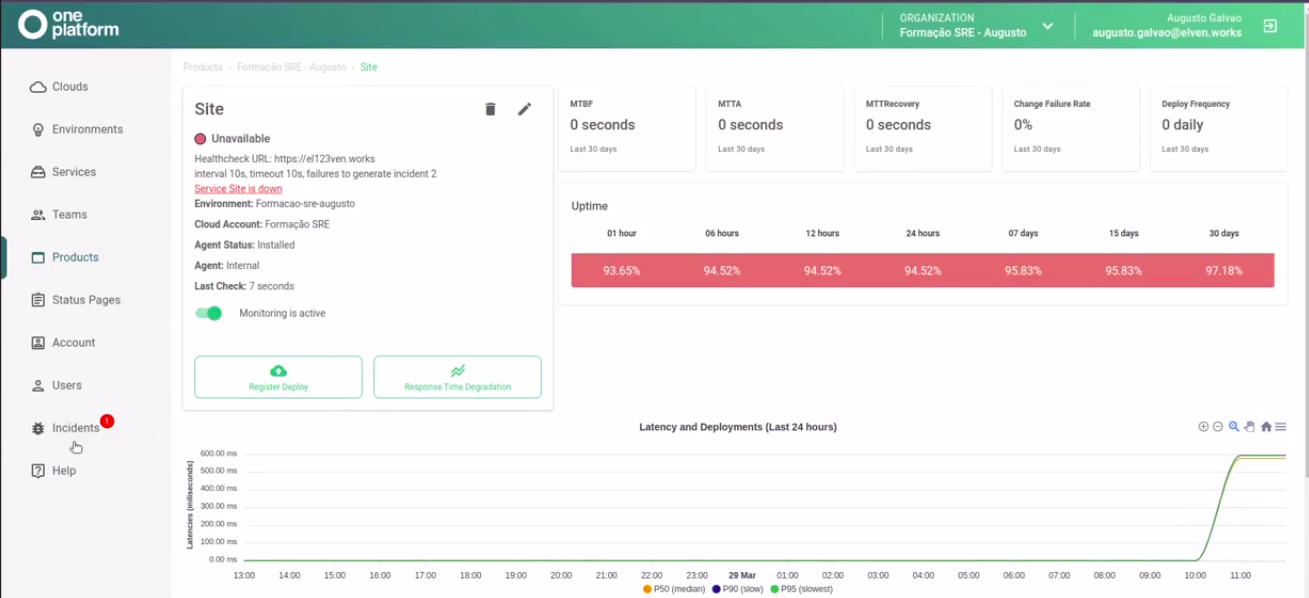 one
platform
ORGANIZATION
Formação SRE - Augusto
Augusto Galvao
augusto.galvao@elven.works
Clouds
Environments
Services
Teams
Products
Status Pages
Account
Users
Incidents
!
Help
Products › Formação SRE - Augusto › Site
Site
Unavailable
Healthcheck URL: https://el123ven.works
interval 10s, timeout 10s, failures to generate incident 2
Service Site is down
Environment: Formacao-sre-augusto
Cloud Account: Formação SRE
Agent Status: Installed
Agent: Internal
Last Check: 7 seconds
Monitoring is active
Register Deploy
Response Time Degradation
MTBF
0 seconds
Last 30 days
MTTA
0 seconds
Last 30 days
MTTRecovery
0 seconds
Last 30 days
Change Failure Rate
0%
Last 30 days
Deploy Frequency
0 daily
Last 30 days
Uptime
01 hour 06 hours 12 hours 24 hours 07 days 15 days 30 days
93.65% 94.52% 94.52% 94.52% 95.83% 95.83% 97.18%
Latency and Deployments (Last 24 hours)
Latencies (miliseconds)
600.00 ms
500.00 ms
400.00 ms
300.00 ms
200.00 ms
100.00 ms
0.00 ms
13:00 14:00 15:00 16:00 17:00 18:00 19:00 20:00 21:00 22:00 23:00 29 Mar 01:00 02:00 03:00 04:00 05:00 06:00 07:00 08:00 09:00 10:00 11:00
P50 (median) P90 (slow) P95 (slowest)